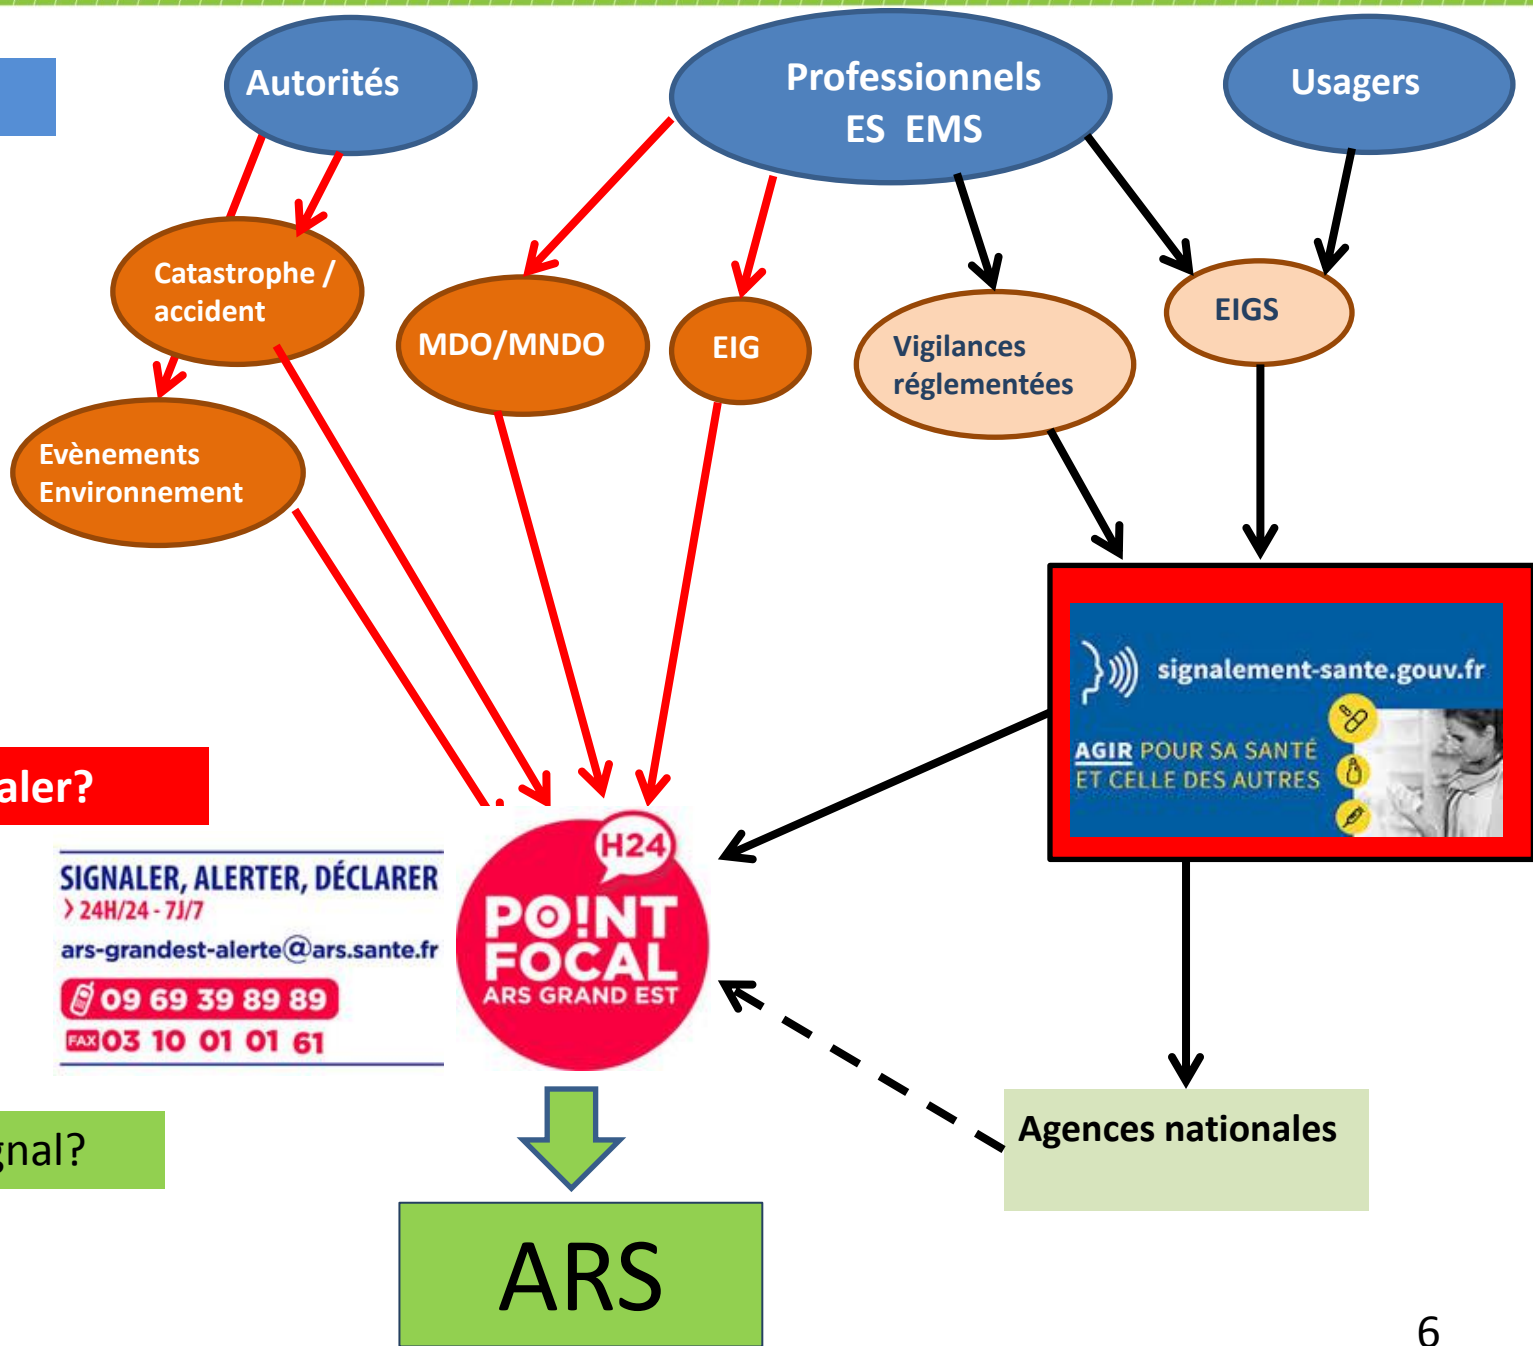 Autorités
Professionnels
ES EMS
Usagers
Catastrophe /
accident
MDO/MNDO
EIG
Vigilances
réglementées
EIGS
Evènements
Environnement
signalement-sante.gouv.fr
AGIR POUR SA SANTÉ
ET CELLE DES AUTRES
aler?
SIGNALER, ALERTER, DÉCLARER
> 24H/24 - 7J/7
ars-grandest-alerte@ars.sante.fr
09 69 39 89 89
FAX 03 10 01 01 61
H24
PO!NT
FOCAL
ARS GRAND EST
gnal?
Agences nationales
ARS
6